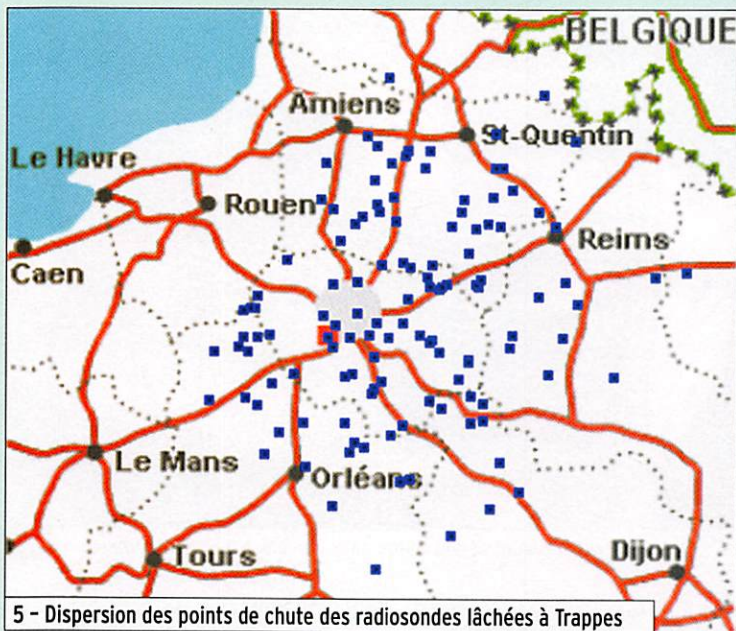 BELGIQUE
Amiens
St-Quentin
Le Havre
Rouen
Reims
Caen
Le Mans
Orléans
Tours
Dijon
5 – Dispersion des points de chute des radiosondes lâchées à Trappes